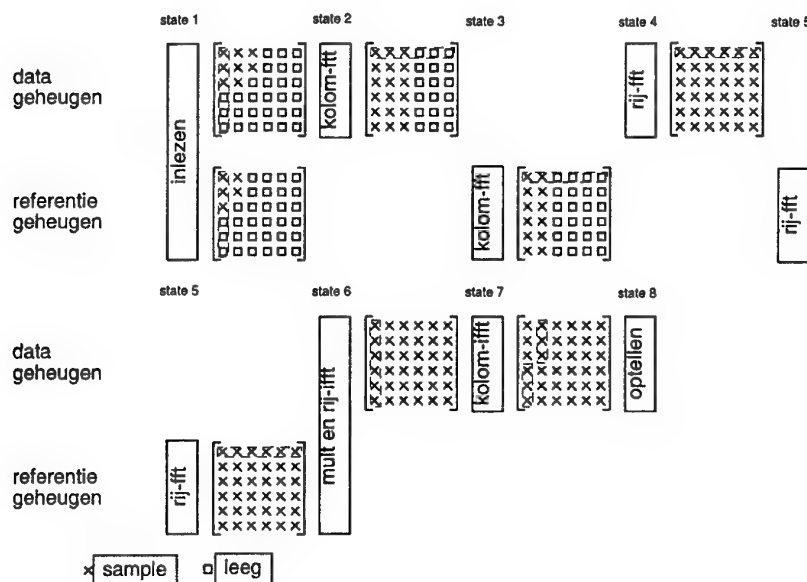 state 1 state 2 state 3 state 4 state 5
data
geheugen
inlezen
kolom-fft
rij-fft
referentie
geheugen
kolom-fft
rij-fft
state 5 state 6 state 7 state 8
data
geheugen
mult en rij-ifft
kolom-ifft
optellen
referentie
geheugen
rij-fft
sample leeg